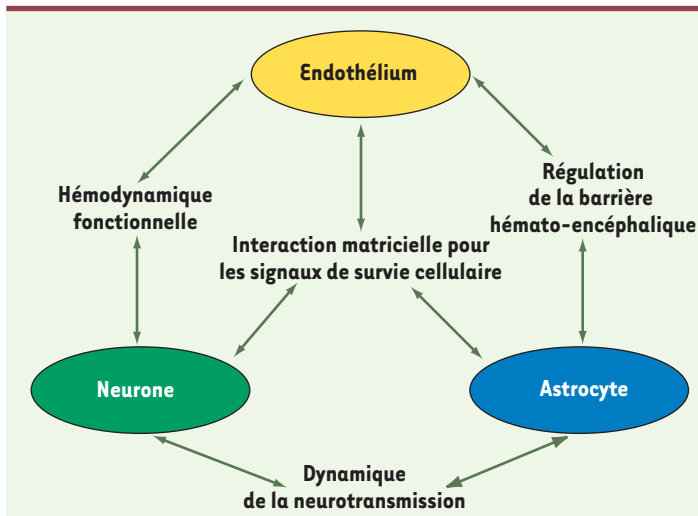 Endothélium
Hémodynamique
fonctionnelle
Régulation
de la barrière
hémato-encéphalique
Interaction matricielle pour
les signaux de survie cellulaire
Neurone
Astrocyte
Dynamique
de la neurotransmission